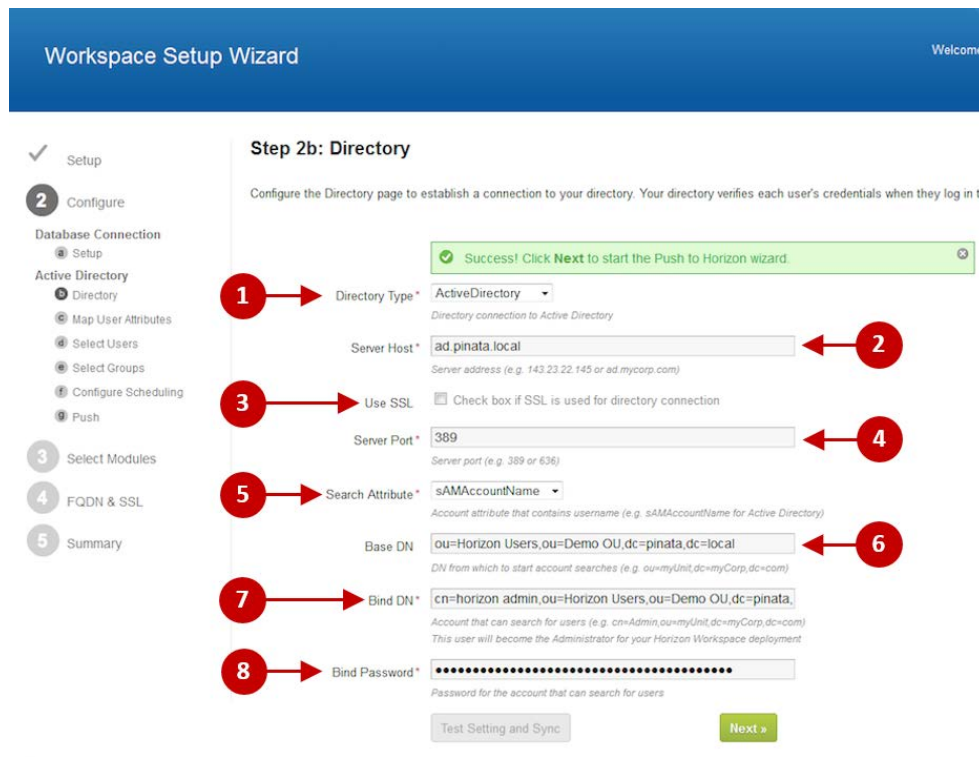 Workspace Setup Wizard
Welcome
Setup
2 Configure
Database Connection
a Setup
Active Directory
b Directory
c Map User Attributes
d Select Users
e Select Groups
f Configure Scheduling
g Push
3 Select Modules
4 FQDN & SSL
5 Summary
Step 2b: Directory
Configure the Directory page to establish a connection to your directory. Your directory verifies each user's credentials when they log in t
Success! Click Next to start the Push to Horizon wizard.
1 Directory Type* ActiveDirectory
Directory connection to Active Directory
Server Host* ad.pinata.local 2
Server address (e.g. 143.23.22.145 or ad.mycorp.com)
3 Use SSL Check box if SSL is used for directory connection
Server Port* 389 4
Server port (e.g. 389 or 636)
5 Search Attribute* sAMAccountName
Account attribute that contains username (e.g. sAMAccountName for Active Directory)
Base DN ou=Horizon Users,ou=Demo OU,dc=pinata,dc=local 6
DN from which to start account searches (e.g. ou=myUnit,dc=myCorp,dc=com)
7 Bind DN* cn=horizon admin,ou=Horizon Users,ou=Demo OU,dc=pinata,
Account that can search for users (e.g. cn=Admin,ou=myUnit,dc=myCorp,dc=com)
This user will become the Administrator for your Horizon Workspace deployment
8 Bind Password*
Password for the account that can search for users
Test Setting and Sync
Next »